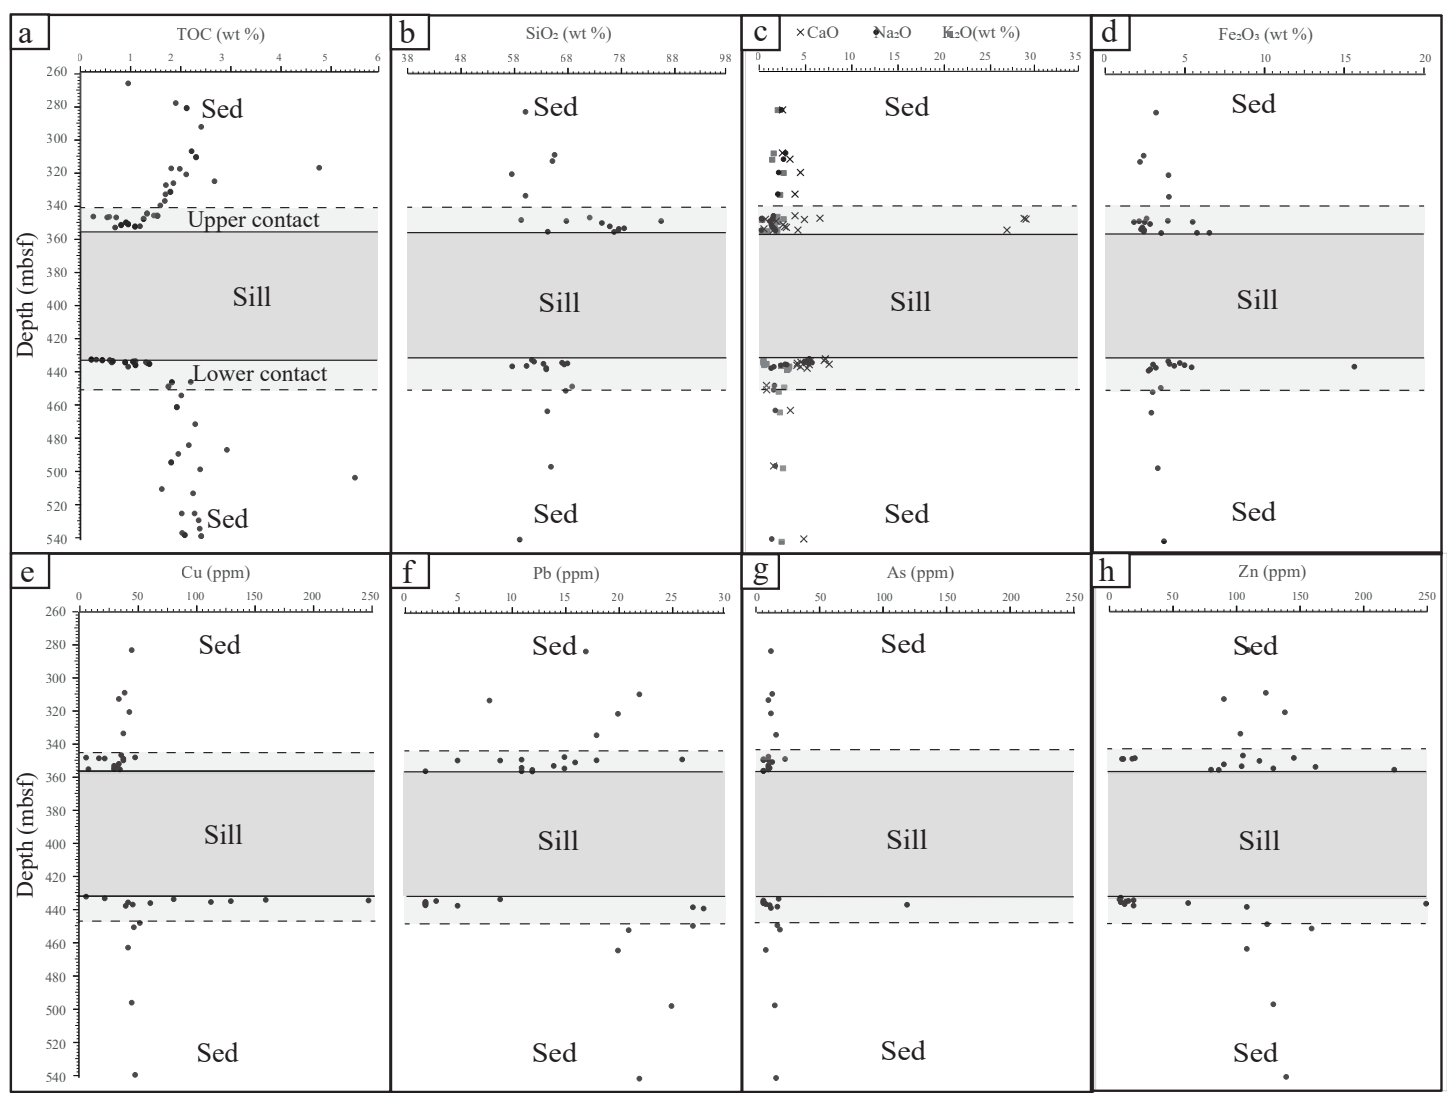 a
TOC (wt %)
0 1 2 3 4 5 6
b
SiO₂ (wt %)
38 48 58 68 78 88 98
c
×CaO •Na₂O ■K₂O(wt %)
0 5 10 15 20 25 30 35
d
Fe₂O₃ (wt %)
0 5 10 15 20
Depth (mbsf)
260
280
300
320
340
360
380
400
420
440
460
480
500
520
540
Sed
Upper contact
Sill
Lower contact
Sed
Sed
Sill
Sed
Sed
Sill
Sed
Sed
Sill
Sed
e
Cu (ppm)
0 50 100 150 200 250
f
Pb (ppm)
0 5 10 15 20 25 30
g
As (ppm)
0 50 100 150 200 250
h
Zn (ppm)
0 50 100 150 200 250
Depth (mbsf)
260
280
300
320
340
360
380
400
420
440
460
480
500
520
540
Sed
Sill
Sed
Sed
Sill
Sed
Sed
Sill
Sed
Sed
Sill
Sed